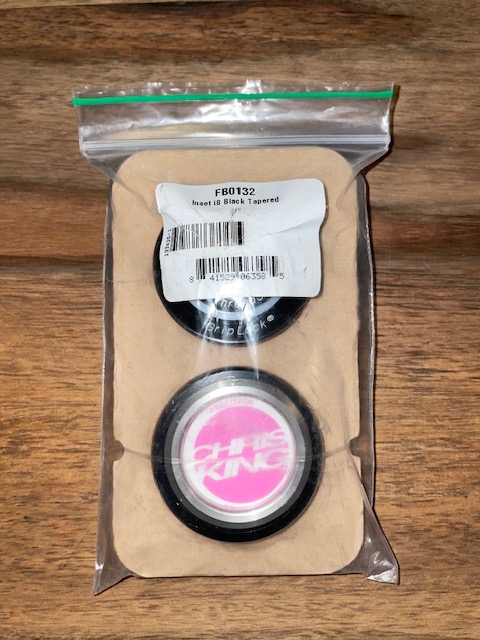 FB0132
Inset i8 Black Tapered
8 41529 06358 5
GripLock®
CHRIS
KING